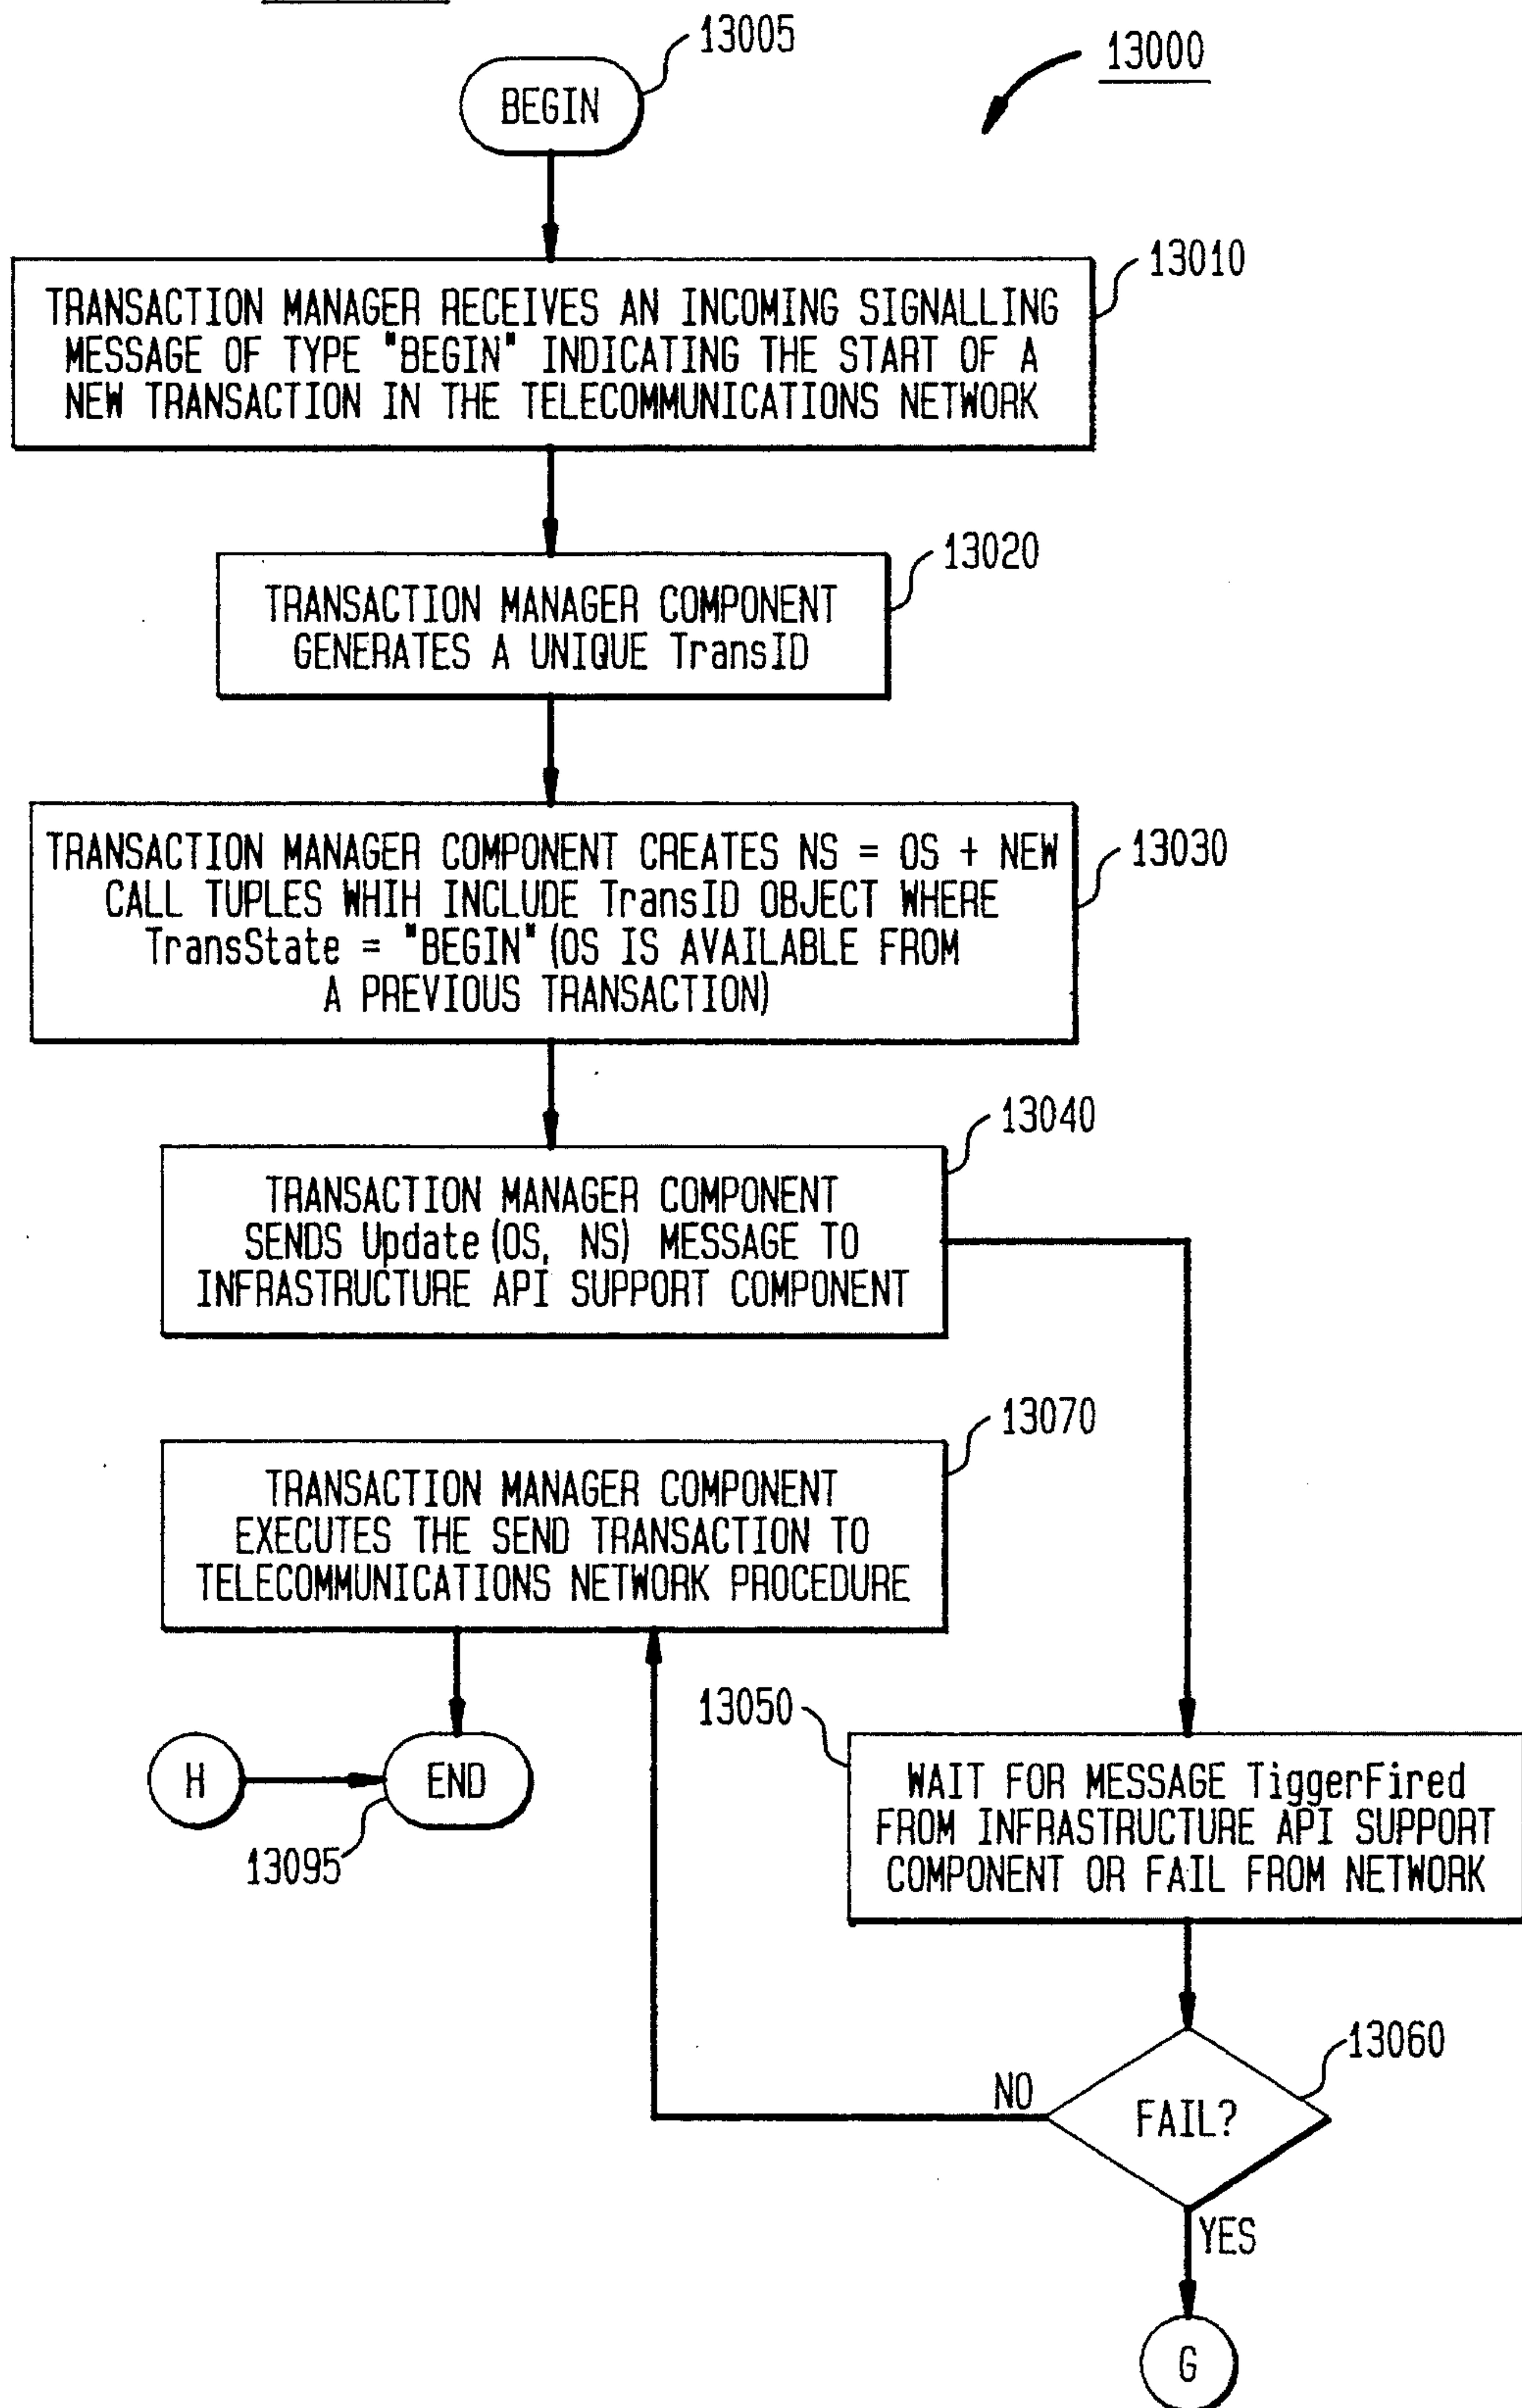 13005
13000
BEGIN
13010
TRANSACTION MANAGER RECEIVES AN INCOMING SIGNALLING
MESSAGE OF TYPE "BEGIN" INDICATING THE START OF A
NEW TRANSACTION IN THE TELECOMMUNICATIONS NETWORK
13020
TRANSACTION MANAGER COMPONENT
GENERATES A UNIQUE TransID
13030
TRANSACTION MANAGER COMPONENT CREATES NS = OS + NEW
CALL TUPLES WHIH INCLUDE TransID OBJECT WHERE
TransState = "BEGIN" (OS IS AVAILABLE FROM
A PREVIOUS TRANSACTION)
13040
TRANSACTION MANAGER COMPONENT
SENDS Update (OS, NS) MESSAGE TO
INFRASTRUCTURE API SUPPORT COMPONENT
13070
TRANSACTION MANAGER COMPONENT
EXECUTES THE SEND TRANSACTION TO
TELECOMMUNICATIONS NETWORK PROCEDURE
13050
H
END
13095
WAIT FOR MESSAGE TiggerFired
FROM INFRASTRUCTURE API SUPPORT
COMPONENT OR FAIL FROM NETWORK
13060
NO
FAIL?
YES
G